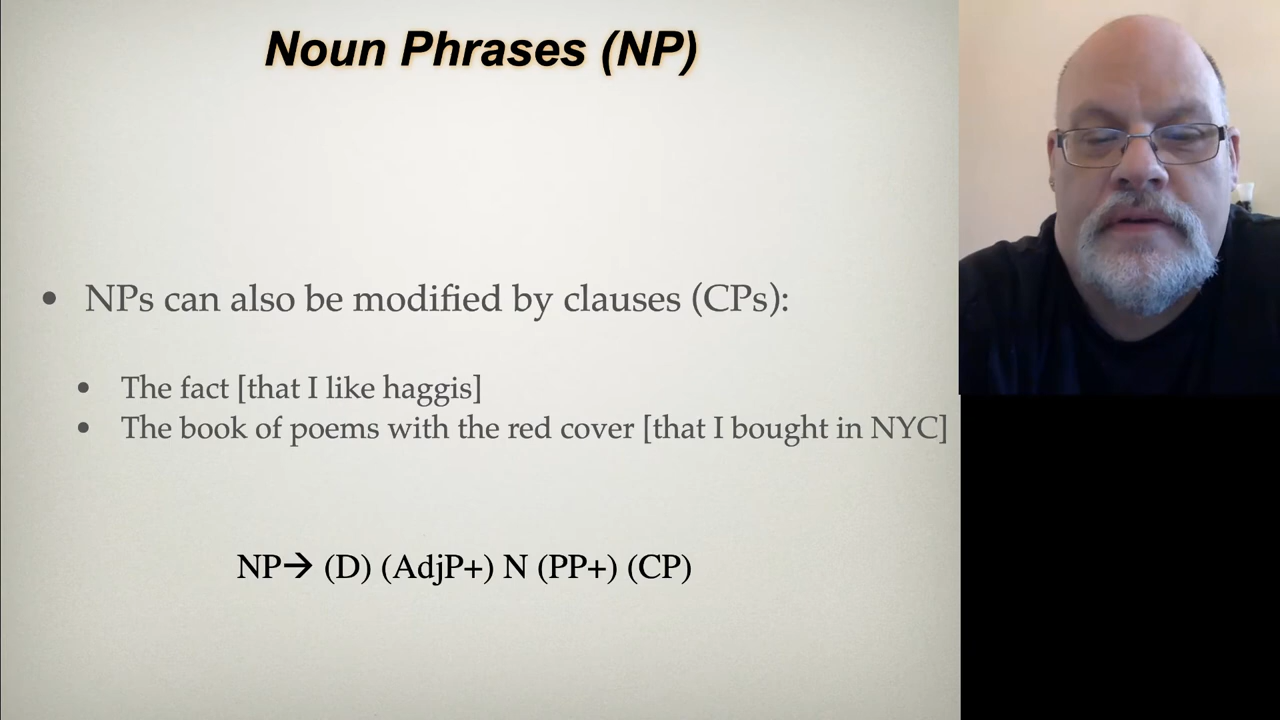 Noun Phrases (NP)
• NPs can also be modified by clauses (CPs):
• The fact [that I like haggis]
• The book of poems with the red cover [that I bought in NYC]
NP→ (D) (AdjP+) N (PP+) (CP)